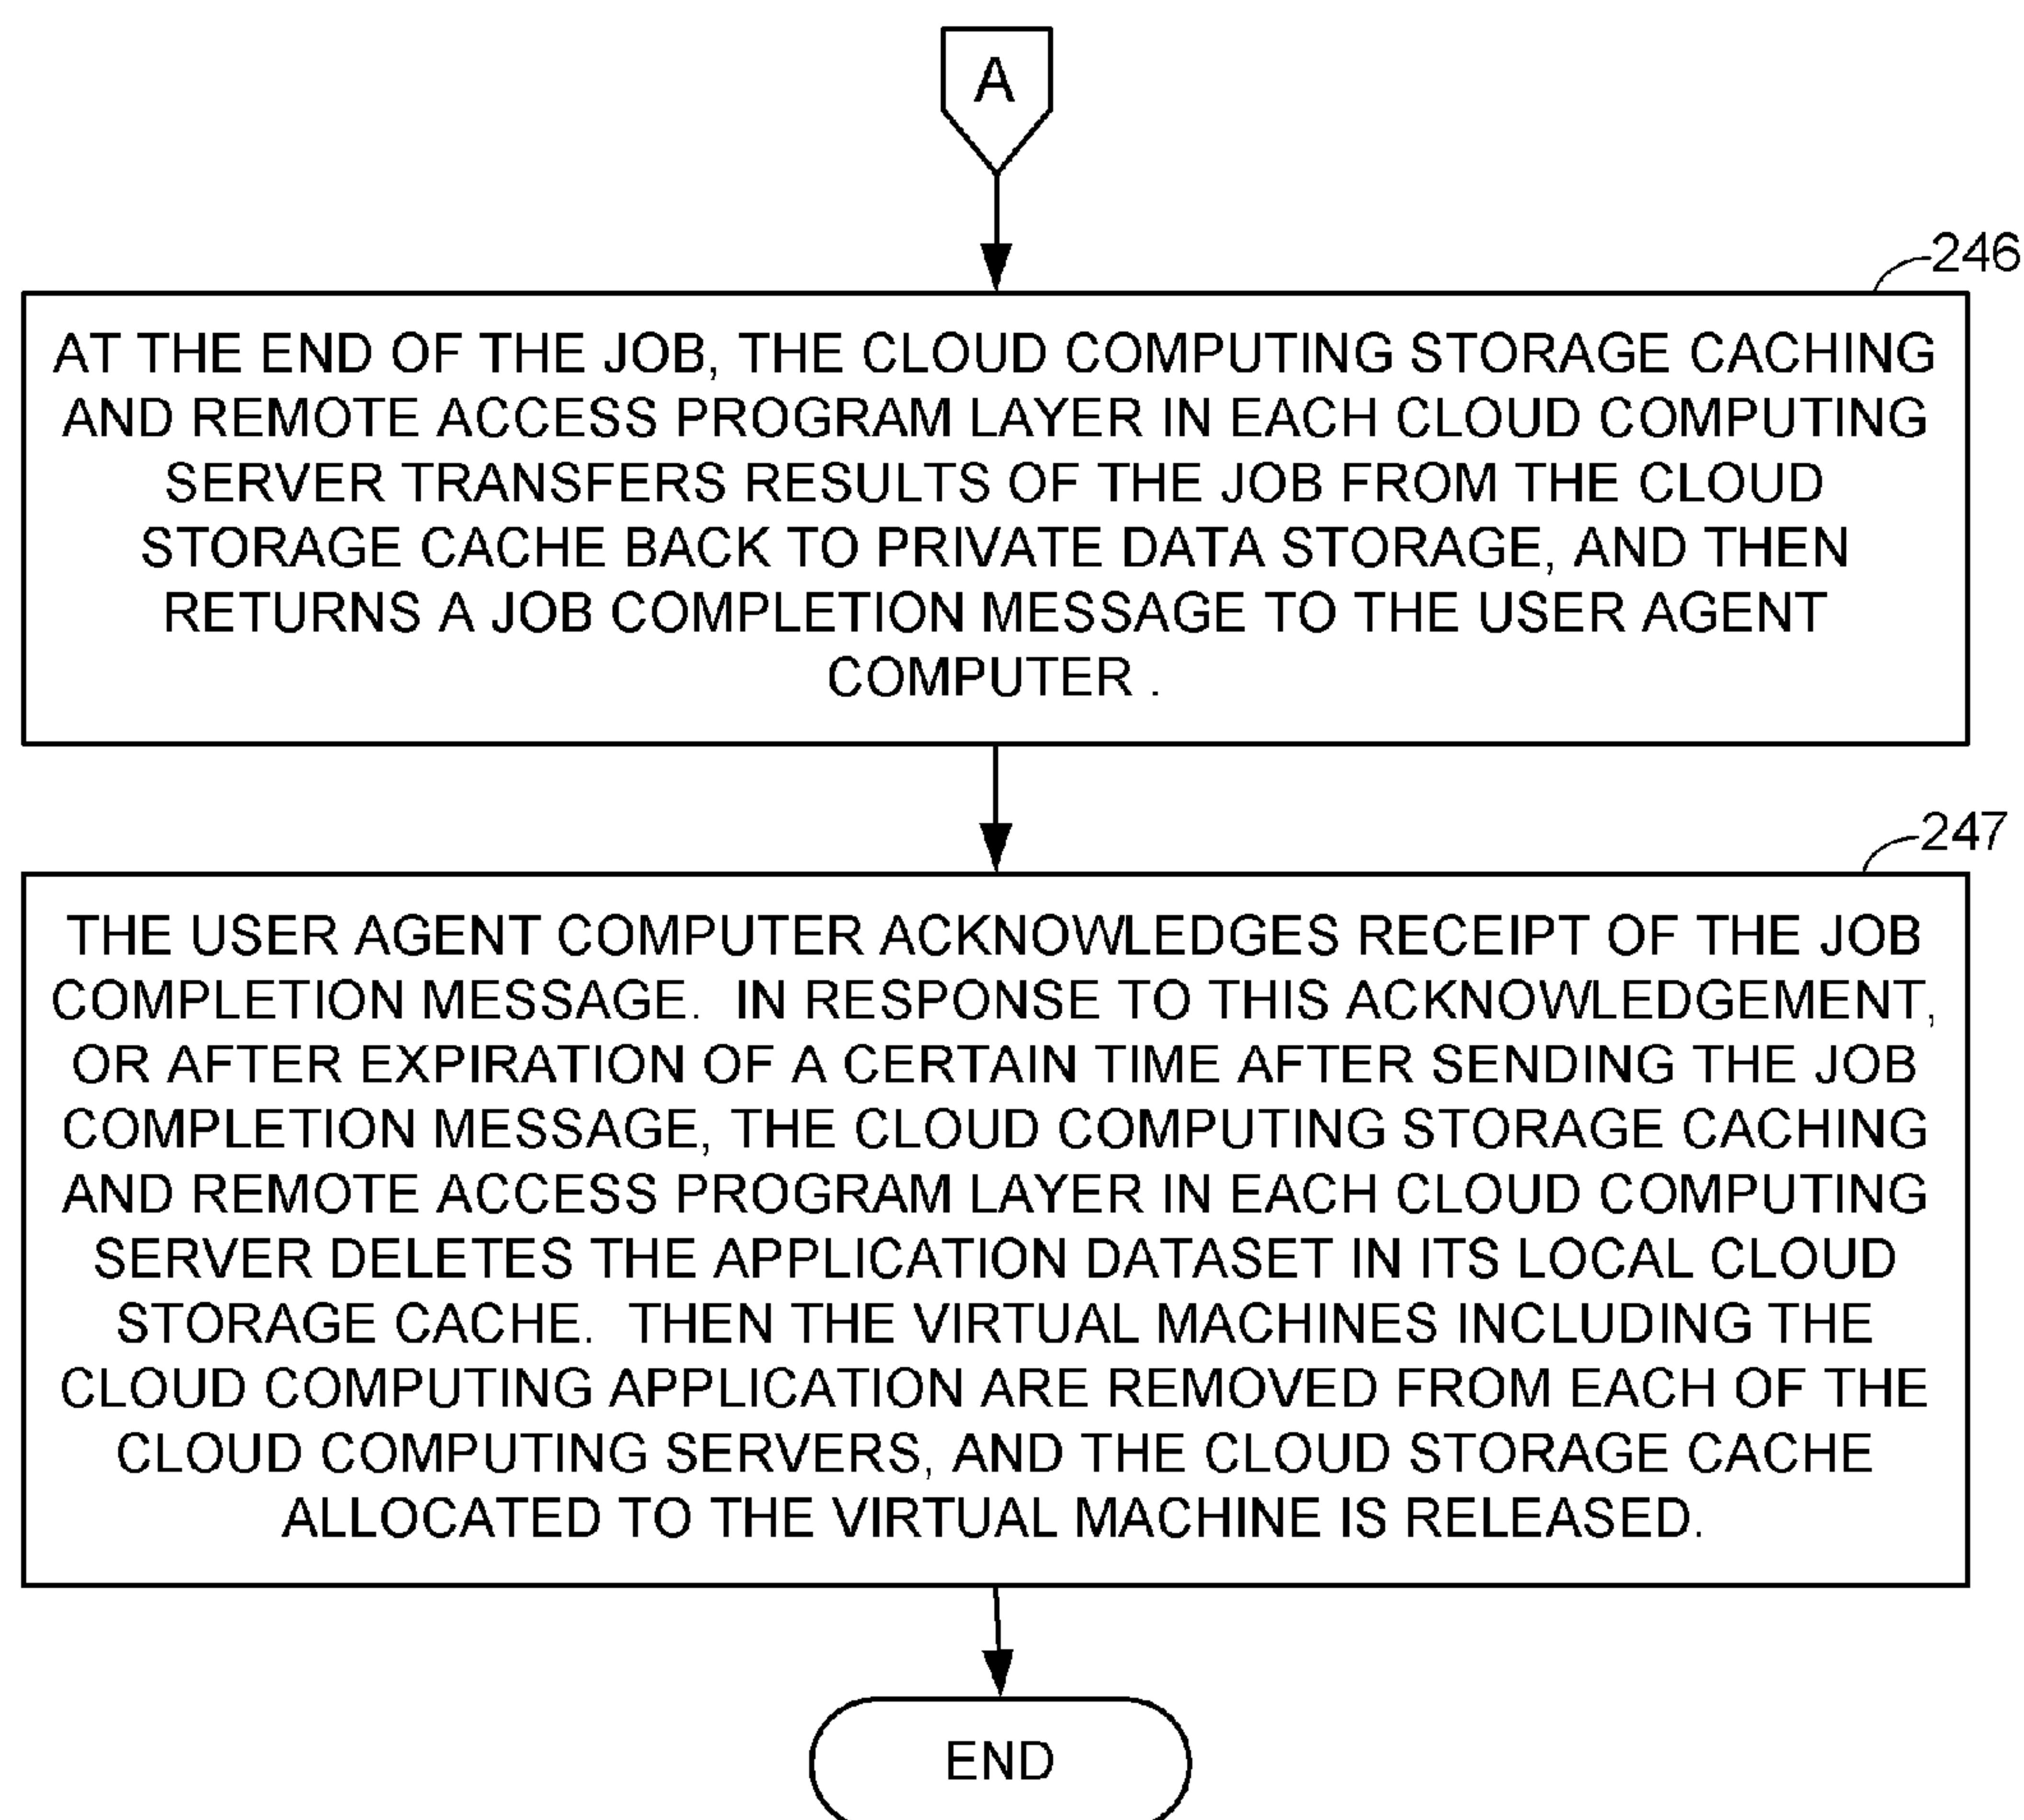 A
246
AT THE END OF THE JOB, THE CLOUD COMPUTING STORAGE CACHING
AND REMOTE ACCESS PROGRAM LAYER IN EACH CLOUD COMPUTING
SERVER TRANSFERS RESULTS OF THE JOB FROM THE CLOUD
STORAGE CACHE BACK TO PRIVATE DATA STORAGE, AND THEN
RETURNS A JOB COMPLETION MESSAGE TO THE USER AGENT
COMPUTER .
247
THE USER AGENT COMPUTER ACKNOWLEDGES RECEIPT OF THE JOB
COMPLETION MESSAGE.  IN RESPONSE TO THIS ACKNOWLEDGEMENT,
OR AFTER EXPIRATION OF A CERTAIN TIME AFTER SENDING THE JOB
COMPLETION MESSAGE, THE CLOUD COMPUTING STORAGE CACHING
AND REMOTE ACCESS PROGRAM LAYER IN EACH CLOUD COMPUTING
SERVER DELETES THE APPLICATION DATASET IN ITS LOCAL CLOUD
STORAGE CACHE.  THEN THE VIRTUAL MACHINES INCLUDING THE
CLOUD COMPUTING APPLICATION ARE REMOVED FROM EACH OF THE
CLOUD COMPUTING SERVERS, AND THE CLOUD STORAGE CACHE
ALLOCATED TO THE VIRTUAL MACHINE IS RELEASED.
END